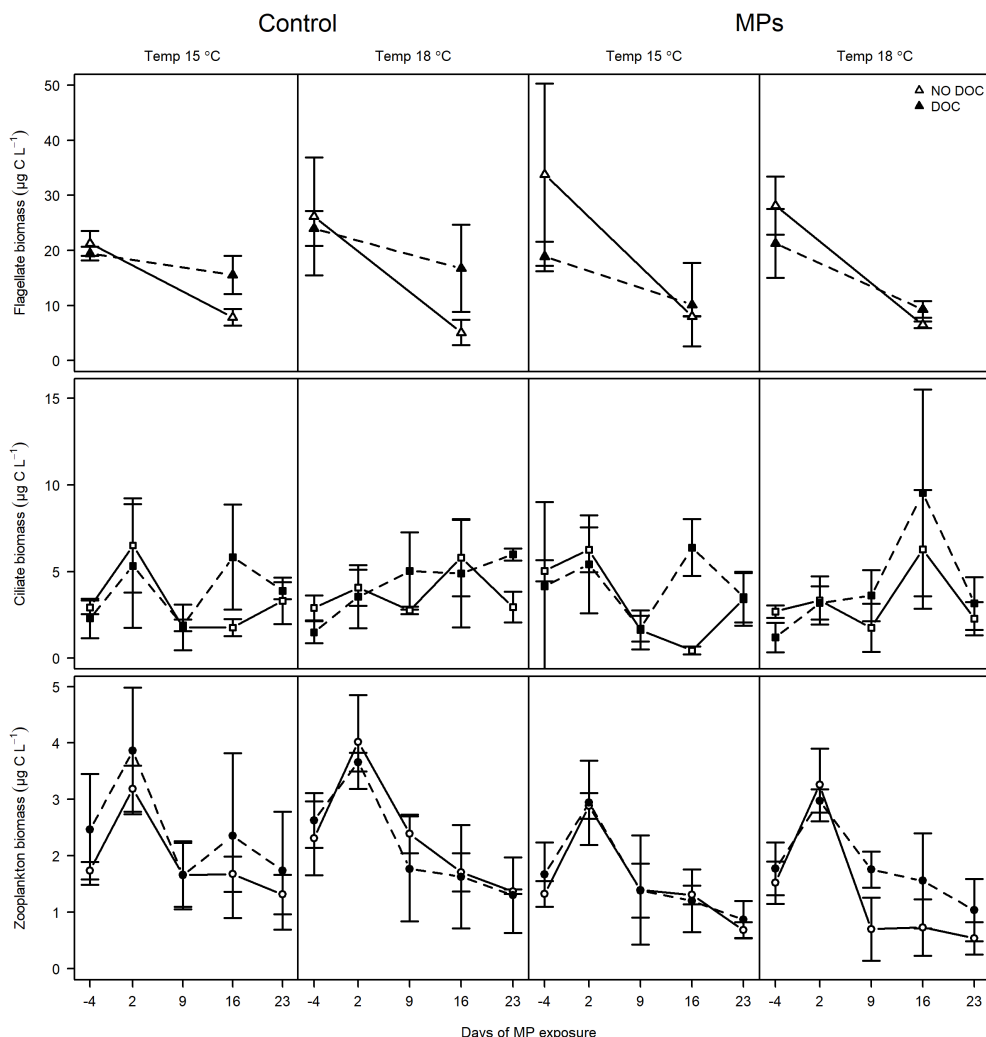 Control MPs
Temp 15 °C Temp 18 °C Temp 15 °C Temp 18 °C
Flagellate biomass (µg C L⁻¹)
50
40
30
20
10
0
NO DOC
DOC
Ciliate biomass (µg C L⁻¹)
15
10
5
0
Zooplankton biomass (µg C L⁻¹)
5
4
3
2
1
0
-4 2 9 16 23 -4 2 9 16 23 -4 2 9 16 23 -4 2 9 16 23
Days of MP exposure